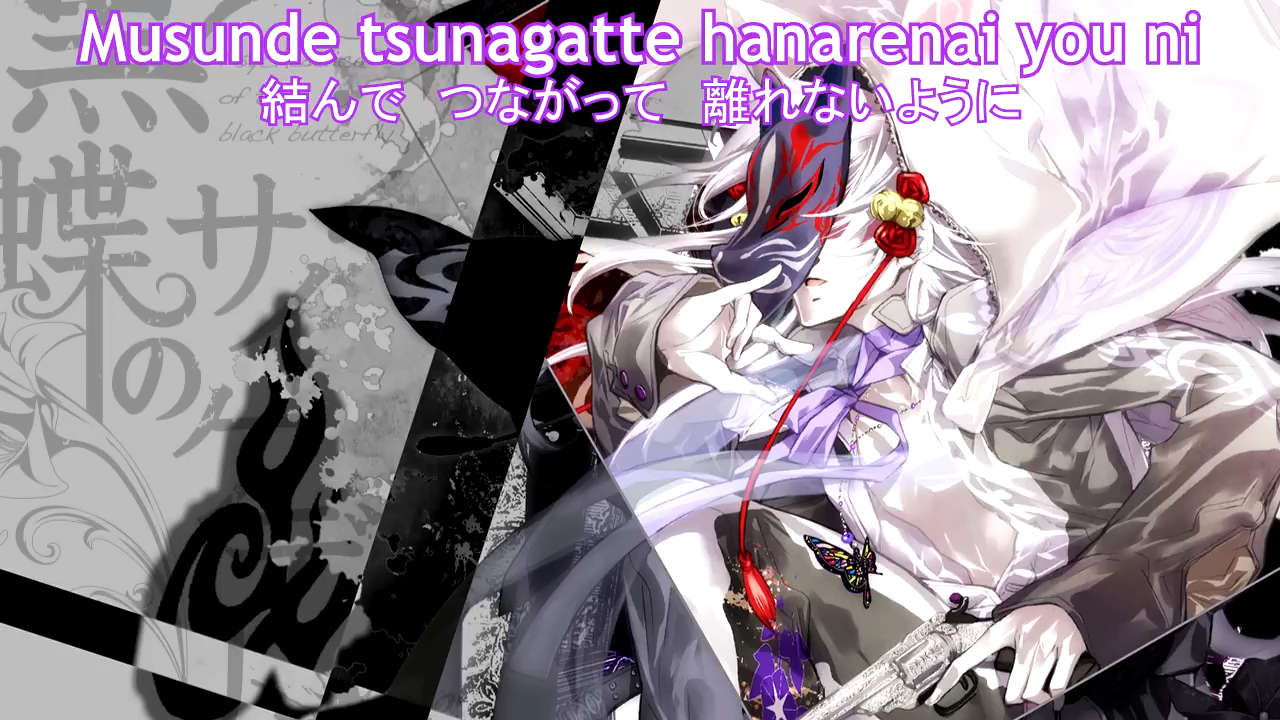 Musunde tsunagatte hanarenai you ni
結んで つながって 離れないように
of
black butterfly
黒
蝶のサ